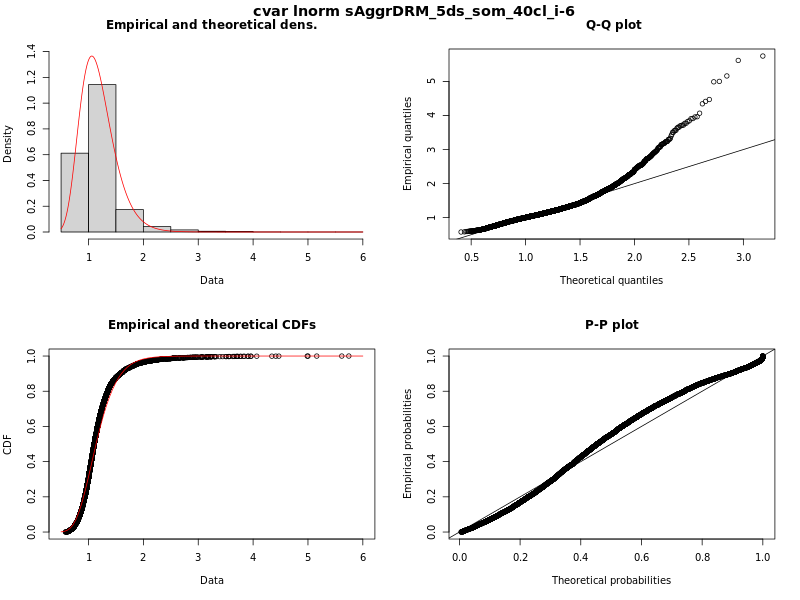 cvar lnorm sAggrDRM_5ds_som_40cl_i-6
Empirical and theoretical dens.
Density
0.0 0.2 0.4 0.6 0.8 1.0 1.2 1.4
1 2 3 4 5 6
Data
Q-Q plot
Empirical quantiles
1 2 3 4 5
0.5 1.0 1.5 2.0 2.5 3.0
Theoretical quantiles
Empirical and theoretical CDFs
CDF
0.0 0.2 0.4 0.6 0.8 1.0
1 2 3 4 5 6
Data
P-P plot
Empirical probabilities
0.0 0.2 0.4 0.6 0.8 1.0
0.0 0.2 0.4 0.6 0.8 1.0
Theoretical probabilities